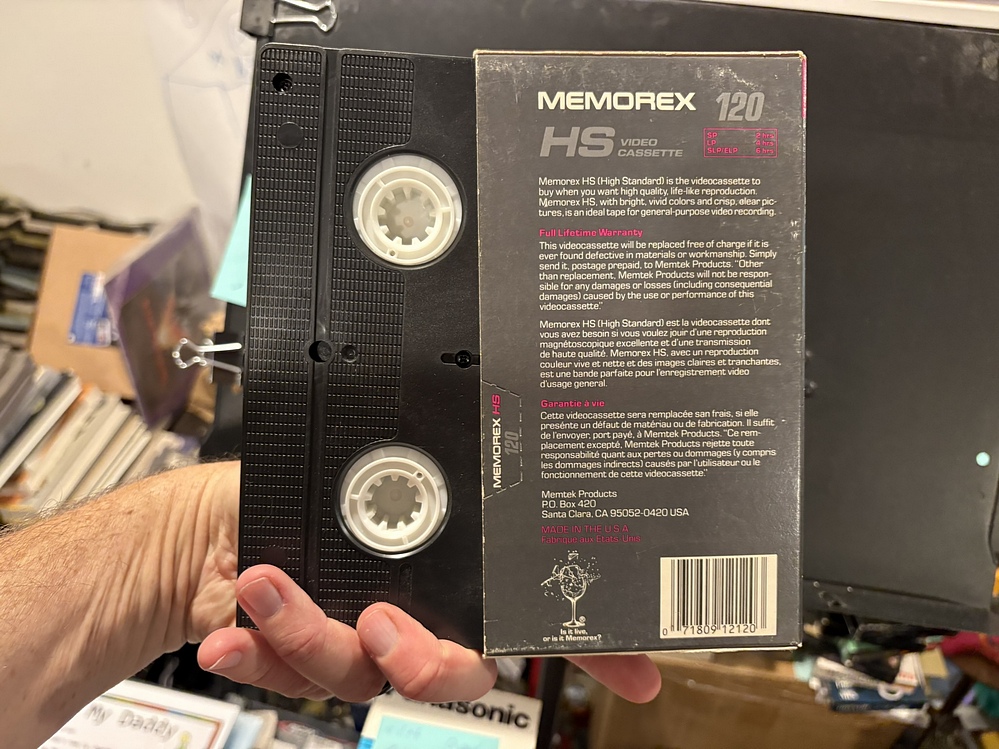 MEMOREX 120
HS VIDEO CASSETTE
SP 2 hrs
LP 4 hrs
SLP/ELP 6 hrs
Memorex HS (High Standard) is the videocassette to
buy when you want high quality, life-like reproduction.
Memorex HS, with bright, vivid colors and crisp, clear pic-
tures, is an ideal tape for general-purpose video recording.
Full Lifetime Warranty
This videocassette will be replaced free of charge if it is
ever found defective in materials or workmanship. Simply
send it, postage prepaid, to Memtek Products. "Other
than replacement, Memtek Products will not be respon-
sible for any damages or losses (including consequential
damages) caused by the use or performance of this
videocassette."
Memorex HS (High Standard) est la videocassette dont
vous avez besoin si vous voulez jouir d'une reproduction
magnétoscopique excellente et d'une transmission
de haute qualité. Memorex HS, avec un reproduction
couleur vive et nette et des images claires et tranchantes,
est une bande parfaite pour l'enregistrement video
d'usage general.
Garantie à vie
Cette videocassette sera remplacée san frais, si elle
presénte un défaut de matériau ou de fabrication. Il suffit
de l'envoyer, port payé, à Memtek Products. "Ce rem-
placement excepté, Memtek Products rejette toute
responsabilité quant aux pertes ou dommages (y compris
les dommages indirects) causés par l'utilisateur ou le
fonctionnement de cette videocassette."
Memtek Products
P.O. Box 420
Santa Clara, CA 95052-0420 USA
MADE IN THE U.S.A.
Fabriqué aux Etats-Unis
Is it live,
or is it Memorex?
0 71809 12120
MEMOREX HS
120
My Daddy
nasonic